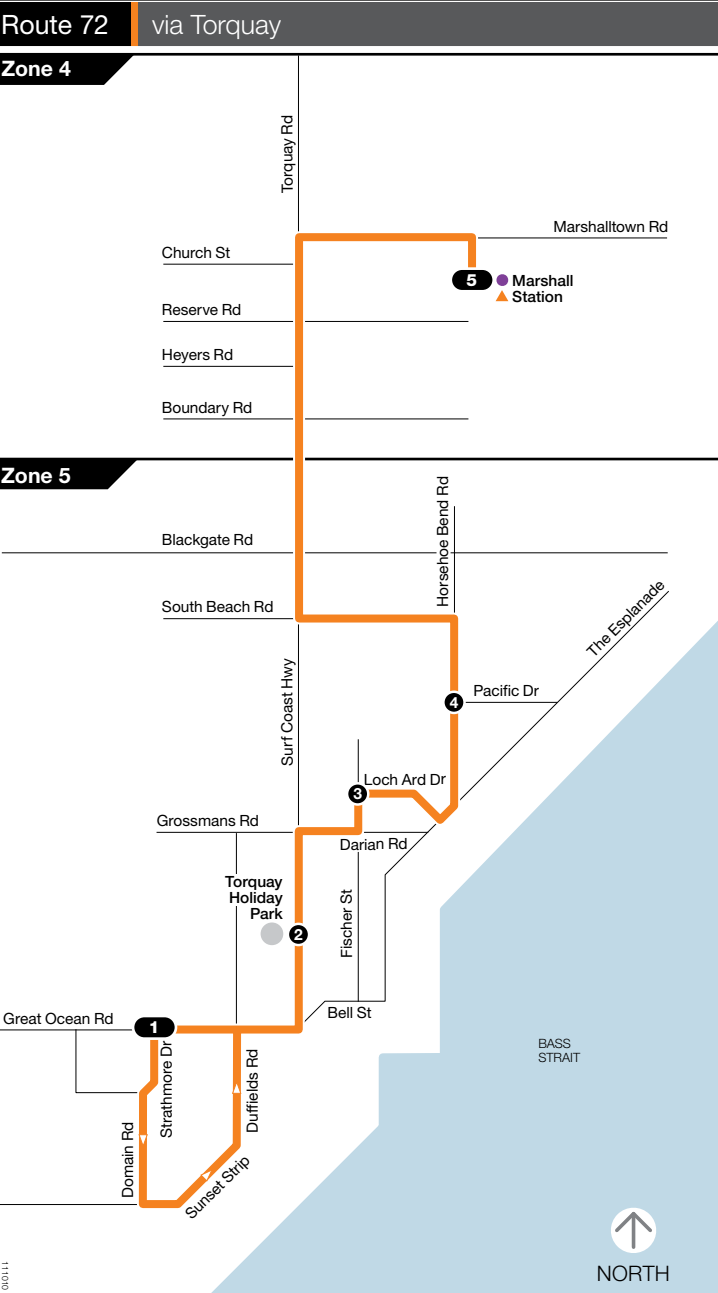 Route 72 via Torquay
Zone 4
Torquay Rd
Marshalltown Rd
Church St
5 Marshall
Station
Reserve Rd
Heyers Rd
Boundary Rd
Zone 5
Horsehoe Bend Rd
Blackgate Rd
South Beach Rd
The Esplanade
Surf Coast Hwy
4 Pacific Dr
Loch Ard Dr
3
Grossmans Rd
Darian Rd
Torquay
Holiday
Park
2
Fischer St
Great Ocean Rd
1
Bell St
Strathmore Dr
Duffields Rd
BASS
STRAIT
Domain Rd
Sunset Strip
NORTH
111010